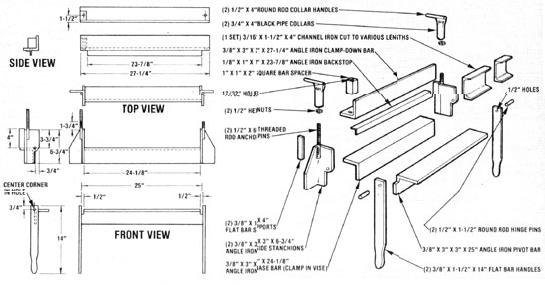 1-1/2"
SIDE VIEW
23-7/8"
27-1/4"
TOP VIEW
1-3/4"
4"
3-3/4"
6-3/4"
3/4"
24-1/8"
25"
CENTER CORNER
IN HOLE
1/2"
1/2"
3/4"
14"
FRONT VIEW
(2) 1/2" X 4" ROUND ROD COLLAR HANDLES
(2) 3/4" X 4" BLACK PIPE COLLARS
(1 SET) 3/16 X 1-1/2" X 4" CHANNEL IRON CUT TO VARIOUS LENGTHS
3/8" X 3" X 27-1/4" ANGLE IRON CLAMP-DOWN BAR
1/8" X 1" X 1" X 23-7/8" ANGLE IRON BACKSTOP
1" X 1" X 2" SQUARE BAR SPACER
(2) 1/2" HEX NUTS
(2) 1/2" X 6" THREADED
ROD ANCHOR PINS
1/2" HOLES
(2) 3/8" X 1" X 4"
FLAT BAR SUPPORTS
(2) 3/8" X 3" X 3" X 6-3/4"
ANGLE IRON SIDE STANCHIONS
3/8" X 3" X 24-1/8"
ANGLE IRON BASE BAR (CLAMP IN VISE)
(2) 1/2" X 1-1/2" ROUND ROD HINGE PINS
3/8" X 3" X 3" X 25" ANGLE IRON PIVOT BAR
(2) 3/8" X 1-1/2" X 14" FLAT BAR HANDLES